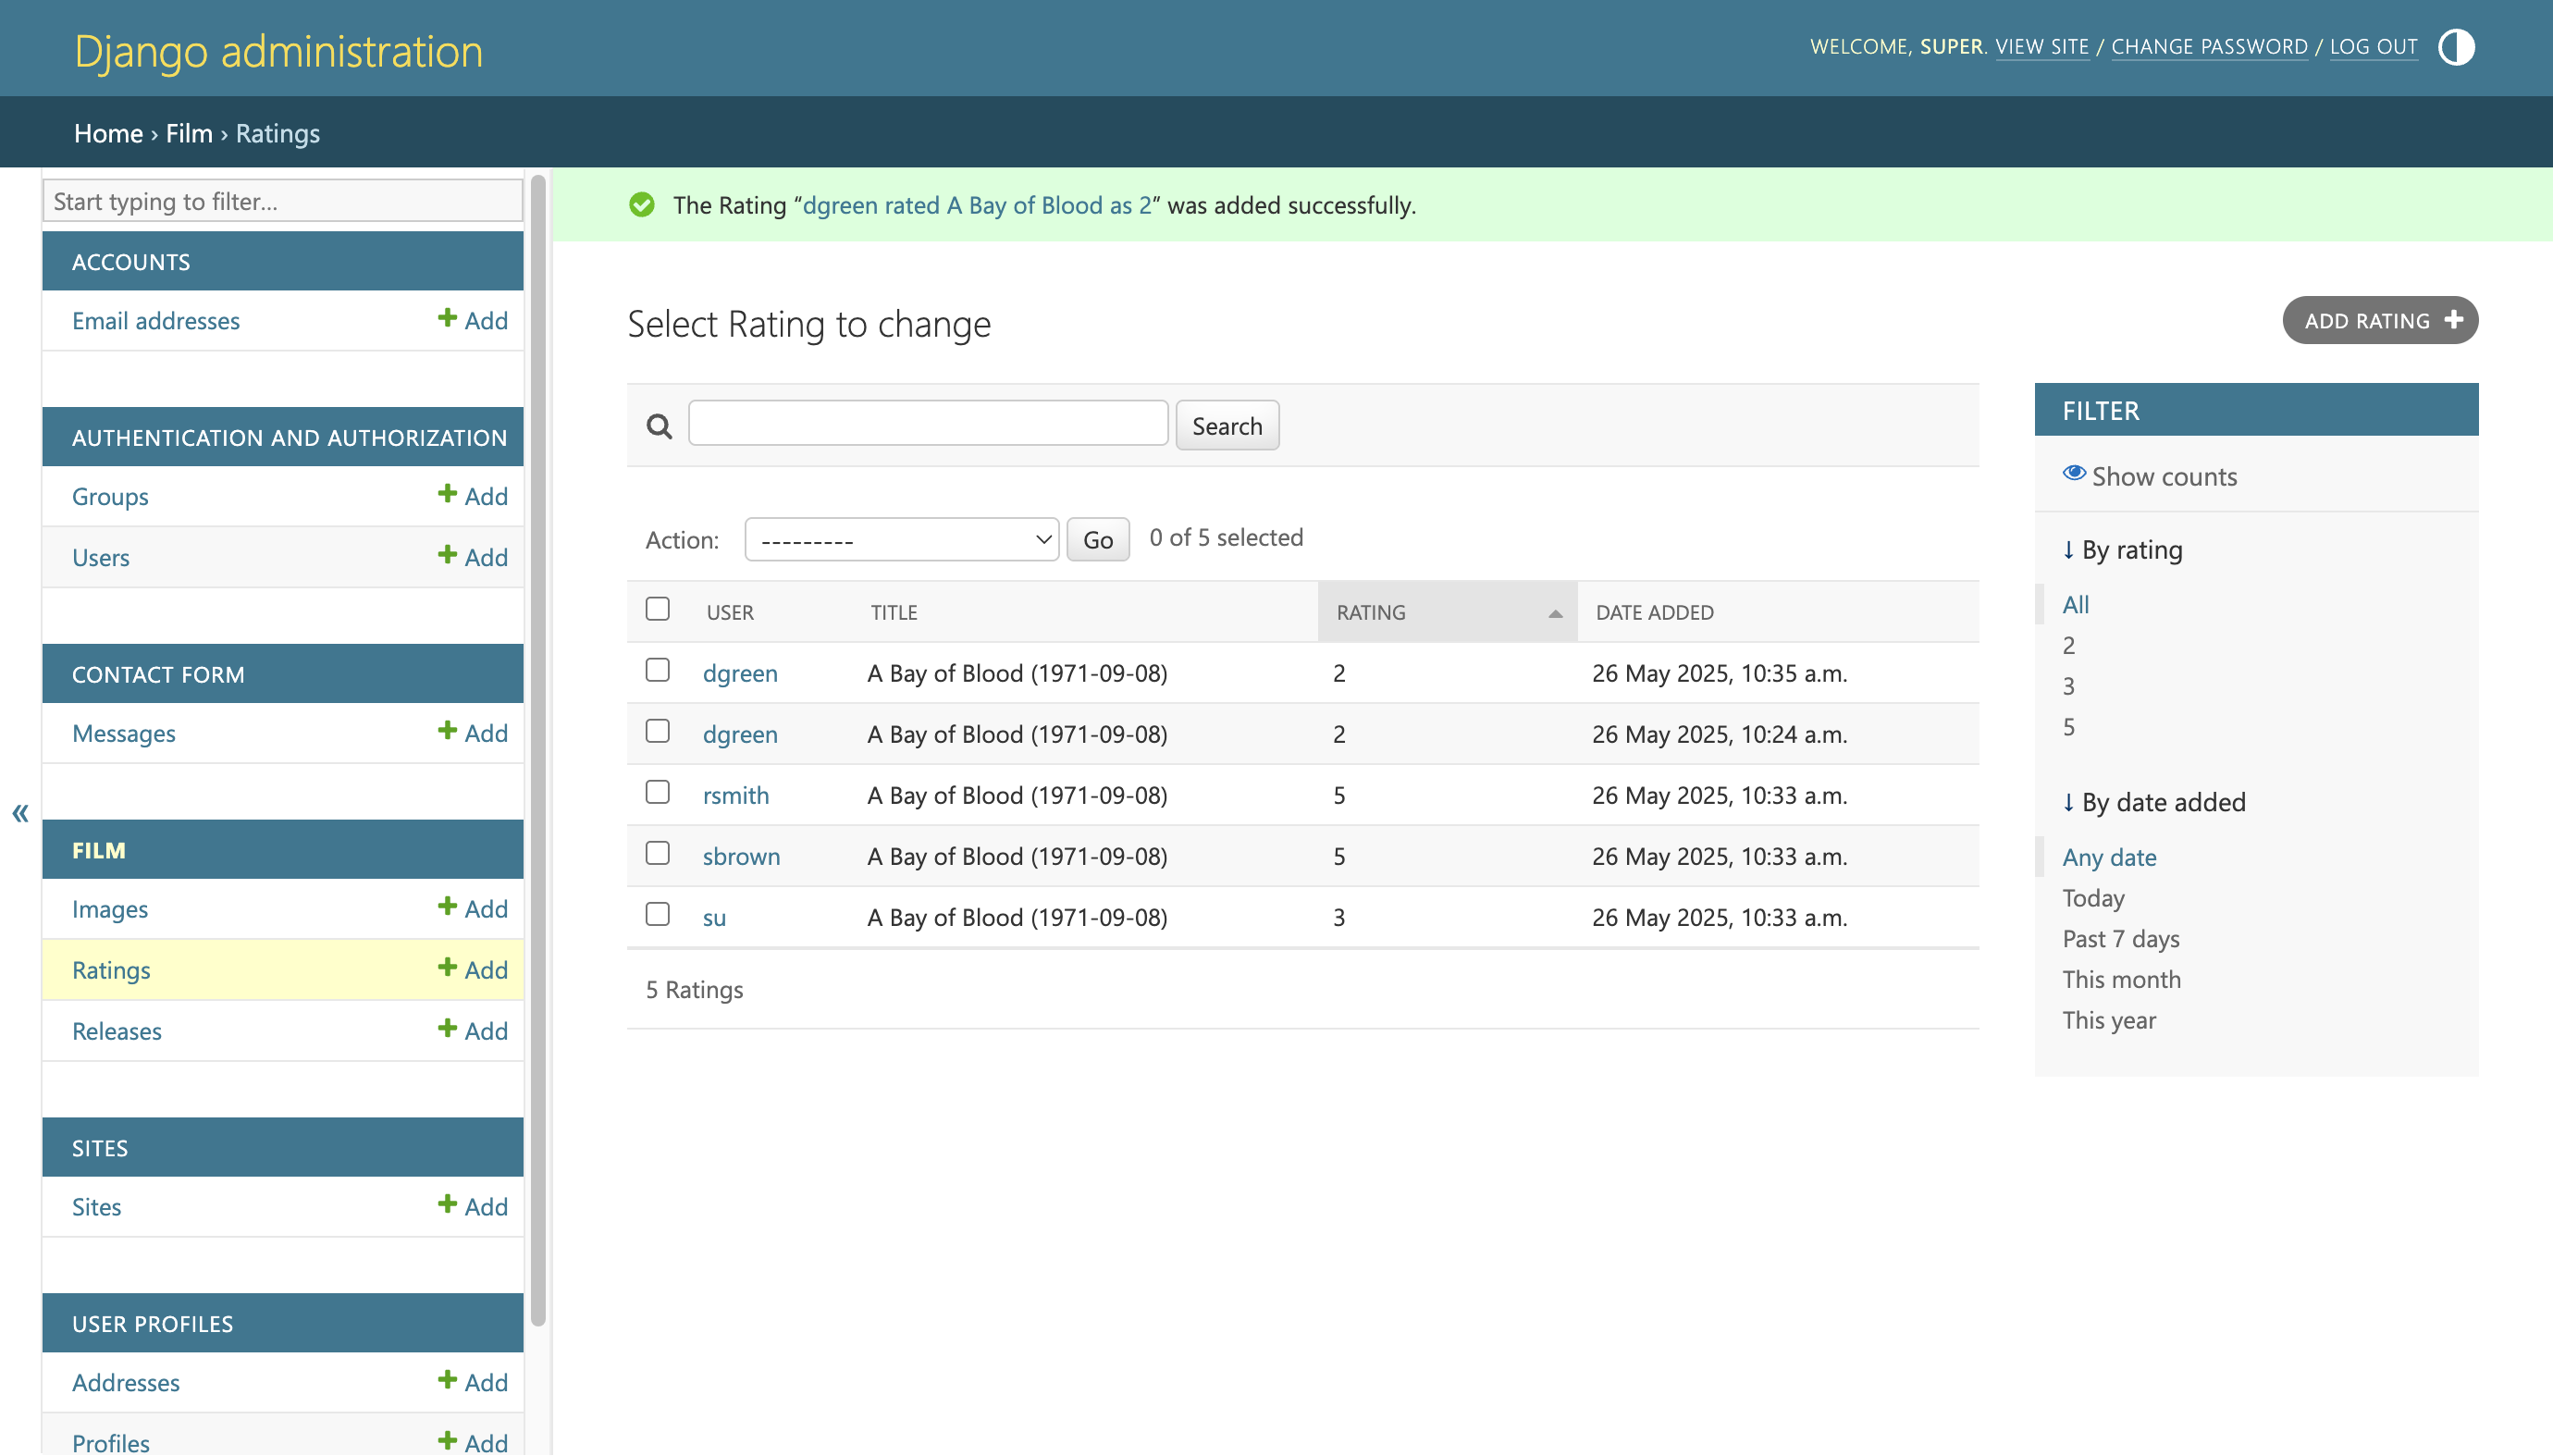 Django administration
WELCOME, SUPER. VIEW SITE / CHANGE PASSWORD / LOG OUT
Home › Film › Ratings
Start typing to filter...
ACCOUNTS
Email addresses Add
AUTHENTICATION AND AUTHORIZATION
Groups Add
Users Add
CONTACT FORM
Messages Add
«
FILM
Images Add
Ratings Add
Releases Add
SITES
Sites Add
USER PROFILES
Addresses Add
Profiles Add
The Rating “dgreen rated A Bay of Blood as 2” was added successfully.
Select Rating to change
ADD RATING
Search
Action: --------- Go 0 of 5 selected
USER TITLE RATING DATE ADDED
dgreen A Bay of Blood (1971-09-08) 2 26 May 2025, 10:35 a.m.
dgreen A Bay of Blood (1971-09-08) 2 26 May 2025, 10:24 a.m.
rsmith A Bay of Blood (1971-09-08) 5 26 May 2025, 10:33 a.m.
sbrown A Bay of Blood (1971-09-08) 5 26 May 2025, 10:33 a.m.
su A Bay of Blood (1971-09-08) 3 26 May 2025, 10:33 a.m.
5 Ratings
FILTER
Show counts
↓ By rating
All
2
3
5
↓ By date added
Any date
Today
Past 7 days
This month
This year